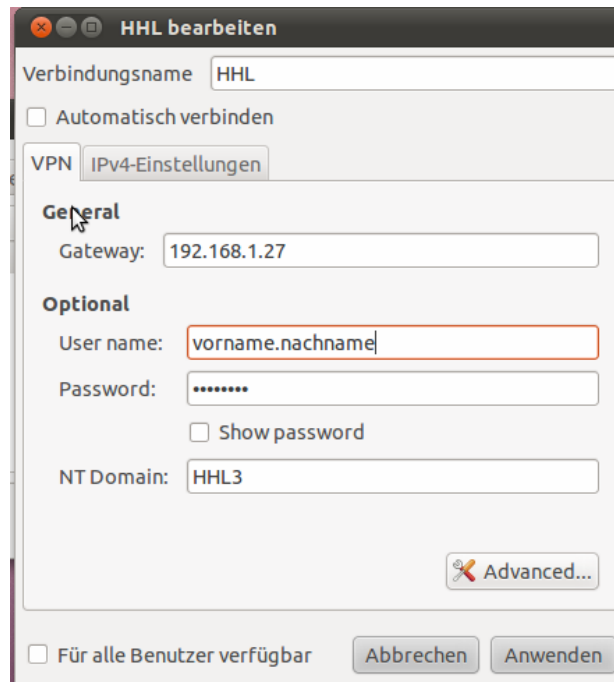 HHL bearbeiten
Verbindungsname HHL
Automatisch verbinden
VPN IPv4-Einstellungen
General
Gateway: 192.168.1.27
Optional
User name: vorname.nachname
Password: ••••••••
Show password
NT Domain: HHL3
Advanced...
Für alle Benutzer verfügbar Abbrechen Anwenden